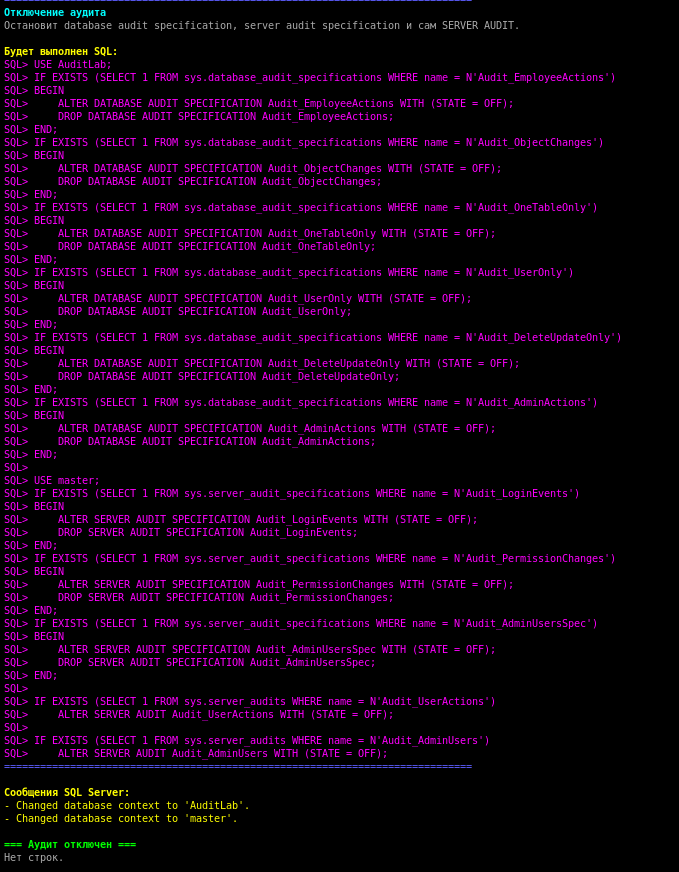 ==============================================================================
Отключение аудита
Остановит database audit specification, server audit specification и сам SERVER AUDIT.

Будет выполнен SQL:
SQL> USE AuditLab;
SQL> IF EXISTS (SELECT 1 FROM sys.database_audit_specifications WHERE name = N'Audit_EmployeeActions')
SQL> BEGIN
SQL>     ALTER DATABASE AUDIT SPECIFICATION Audit_EmployeeActions WITH (STATE = OFF);
SQL>     DROP DATABASE AUDIT SPECIFICATION Audit_EmployeeActions;
SQL> END;
SQL> IF EXISTS (SELECT 1 FROM sys.database_audit_specifications WHERE name = N'Audit_ObjectChanges')
SQL> BEGIN
SQL>     ALTER DATABASE AUDIT SPECIFICATION Audit_ObjectChanges WITH (STATE = OFF);
SQL>     DROP DATABASE AUDIT SPECIFICATION Audit_ObjectChanges;
SQL> END;
SQL> IF EXISTS (SELECT 1 FROM sys.database_audit_specifications WHERE name = N'Audit_OneTableOnly')
SQL> BEGIN
SQL>     ALTER DATABASE AUDIT SPECIFICATION Audit_OneTableOnly WITH (STATE = OFF);
SQL>     DROP DATABASE AUDIT SPECIFICATION Audit_OneTableOnly;
SQL> END;
SQL> IF EXISTS (SELECT 1 FROM sys.database_audit_specifications WHERE name = N'Audit_UserOnly')
SQL> BEGIN
SQL>     ALTER DATABASE AUDIT SPECIFICATION Audit_UserOnly WITH (STATE = OFF);
SQL>     DROP DATABASE AUDIT SPECIFICATION Audit_UserOnly;
SQL> END;
SQL> IF EXISTS (SELECT 1 FROM sys.database_audit_specifications WHERE name = N'Audit_DeleteUpdateOnly')
SQL> BEGIN
SQL>     ALTER DATABASE AUDIT SPECIFICATION Audit_DeleteUpdateOnly WITH (STATE = OFF);
SQL>     DROP DATABASE AUDIT SPECIFICATION Audit_DeleteUpdateOnly;
SQL> END;
SQL> IF EXISTS (SELECT 1 FROM sys.database_audit_specifications WHERE name = N'Audit_AdminActions')
SQL> BEGIN
SQL>     ALTER DATABASE AUDIT SPECIFICATION Audit_AdminActions WITH (STATE = OFF);
SQL>     DROP DATABASE AUDIT SPECIFICATION Audit_AdminActions;
SQL> END;
SQL>
SQL> USE master;
SQL> IF EXISTS (SELECT 1 FROM sys.server_audit_specifications WHERE name = N'Audit_LoginEvents')
SQL> BEGIN
SQL>     ALTER SERVER AUDIT SPECIFICATION Audit_LoginEvents WITH (STATE = OFF);
SQL>     DROP SERVER AUDIT SPECIFICATION Audit_LoginEvents;
SQL> END;
SQL> IF EXISTS (SELECT 1 FROM sys.server_audit_specifications WHERE name = N'Audit_PermissionChanges')
SQL> BEGIN
SQL>     ALTER SERVER AUDIT SPECIFICATION Audit_PermissionChanges WITH (STATE = OFF);
SQL>     DROP SERVER AUDIT SPECIFICATION Audit_PermissionChanges;
SQL> END;
SQL> IF EXISTS (SELECT 1 FROM sys.server_audit_specifications WHERE name = N'Audit_AdminUsersSpec')
SQL> BEGIN
SQL>     ALTER SERVER AUDIT SPECIFICATION Audit_AdminUsersSpec WITH (STATE = OFF);
SQL>     DROP SERVER AUDIT SPECIFICATION Audit_AdminUsersSpec;
SQL> END;
SQL>
SQL> IF EXISTS (SELECT 1 FROM sys.server_audits WHERE name = N'Audit_UserActions')
SQL>     ALTER SERVER AUDIT Audit_UserActions WITH (STATE = OFF);
SQL>
SQL> IF EXISTS (SELECT 1 FROM sys.server_audits WHERE name = N'Audit_AdminUsers')
SQL>     ALTER SERVER AUDIT Audit_AdminUsers WITH (STATE = OFF);
==============================================================================

Сообщения SQL Server:
- Changed database context to 'AuditLab'.
- Changed database context to 'master'.

=== Аудит отключен ===
Нет строк.